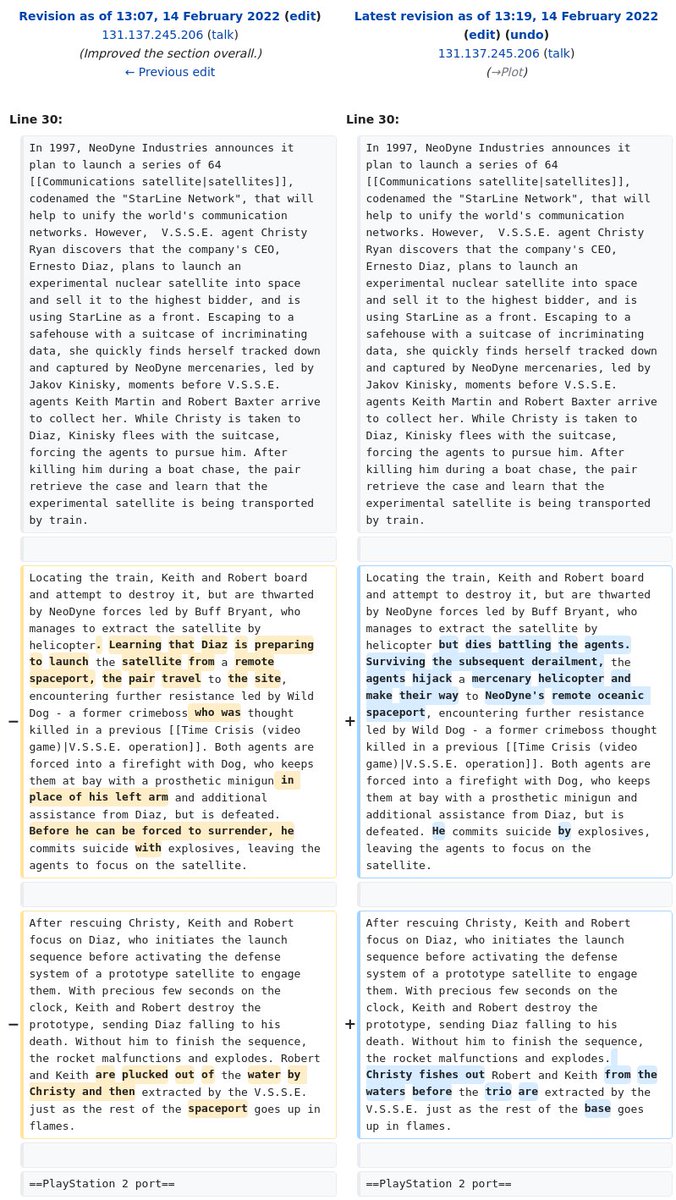 Revision as of 13:07, 14 February 2022 (edit)
131.137.245.206 (talk)
(Improved the section overall.)
← Previous edit
Latest revision as of 13:19, 14 February 2022
(edit) (undo)
131.137.245.206 (talk)
(→Plot)
Line 30:
In 1997, NeoDyne Industries announces it
plan to launch a series of 64
[[Communications satellite|satellites]],
codenamed the "StarLine Network", that will
help to unify the world's communication
networks. However,  V.S.S.E. agent Christy
Ryan discovers that the company's CEO,
Ernesto Diaz, plans to launch an
experimental nuclear satellite into space
and sell it to the highest bidder, and is
using StarLine as a front. Escaping to a
safehouse with a suitcase of incriminating
data, she quickly finds herself tracked down
and captured by NeoDyne mercenaries, led by
Jakov Kinisky, moments before V.S.S.E.
agents Keith Martin and Robert Baxter arrive
to collect her. While Christy is taken to
Diaz, Kinisky flees with the suitcase,
forcing the agents to pursue him. After
killing him during a boat chase, the pair
retrieve the case and learn that the
experimental satellite is being transported
by train.
Line 30:
In 1997, NeoDyne Industries announces it
plan to launch a series of 64
[[Communications satellite|satellites]],
codenamed the "StarLine Network", that will
help to unify the world's communication
networks. However,  V.S.S.E. agent Christy
Ryan discovers that the company's CEO,
Ernesto Diaz, plans to launch an
experimental nuclear satellite into space
and sell it to the highest bidder, and is
using StarLine as a front. Escaping to a
safehouse with a suitcase of incriminating
data, she quickly finds herself tracked down
and captured by NeoDyne mercenaries, led by
Jakov Kinisky, moments before V.S.S.E.
agents Keith Martin and Robert Baxter arrive
to collect her. While Christy is taken to
Diaz, Kinisky flees with the suitcase,
forcing the agents to pursue him. After
killing him during a boat chase, the pair
retrieve the case and learn that the
experimental satellite is being transported
by train.
−
Locating the train, Keith and Robert board
and attempt to destroy it, but are thwarted
by NeoDyne forces led by Buff Bryant, who
manages to extract the satellite by
helicopter. Learning that Diaz is preparing
to launch the satellite from a remote
spaceport, the pair travel to the site,
encountering further resistance led by Wild
Dog - a former crimeboss who was thought
killed in a previous [[Time Crisis (video
game)|V.S.S.E. operation]]. Both agents are
forced into a firefight with Dog, who keeps
them at bay with a prosthetic minigun in
place of his left arm and additional
assistance from Diaz, but is defeated.
Before he can be forced to surrender, he
commits suicide with explosives, leaving the
agents to focus on the satellite.
+
Locating the train, Keith and Robert board
and attempt to destroy it, but are thwarted
by NeoDyne forces led by Buff Bryant, who
manages to extract the satellite by
helicopter but dies battling the agents.
Surviving the subsequent derailment, the
agents hijack a mercenary helicopter and
make their way to NeoDyne's remote oceanic
spaceport, encountering further resistance
led by Wild Dog - a former crimeboss thought
killed in a previous [[Time Crisis (video
game)|V.S.S.E. operation]]. Both agents are
forced into a firefight with Dog, who keeps
them at bay with a prosthetic minigun and
additional assistance from Diaz, but is
defeated. He commits suicide by explosives,
leaving the agents to focus on the
satellite.
−
After rescuing Christy, Keith and Robert
focus on Diaz, who initiates the launch
sequence before activating the defense
system of a prototype satellite to engage
them. With precious few seconds on the
clock, Keith and Robert destroy the
prototype, sending Diaz falling to his
death. Without him to finish the sequence,
the rocket malfunctions and explodes. Robert
and Keith are plucked out of the water by
Christy and then extracted by the V.S.S.E.
just as the rest of the spaceport goes up in
flames.
+
After rescuing Christy, Keith and Robert
focus on Diaz, who initiates the launch
sequence before activating the defense
system of a prototype satellite to engage
them. With precious few seconds on the
clock, Keith and Robert destroy the
prototype, sending Diaz falling to his
death. Without him to finish the sequence,
the rocket malfunctions and explodes.
Christy fishes out Robert and Keith from the
waters before the trio are extracted by the
V.S.S.E. just as the rest of the base goes
up in flames.
==PlayStation 2 port==
==PlayStation 2 port==